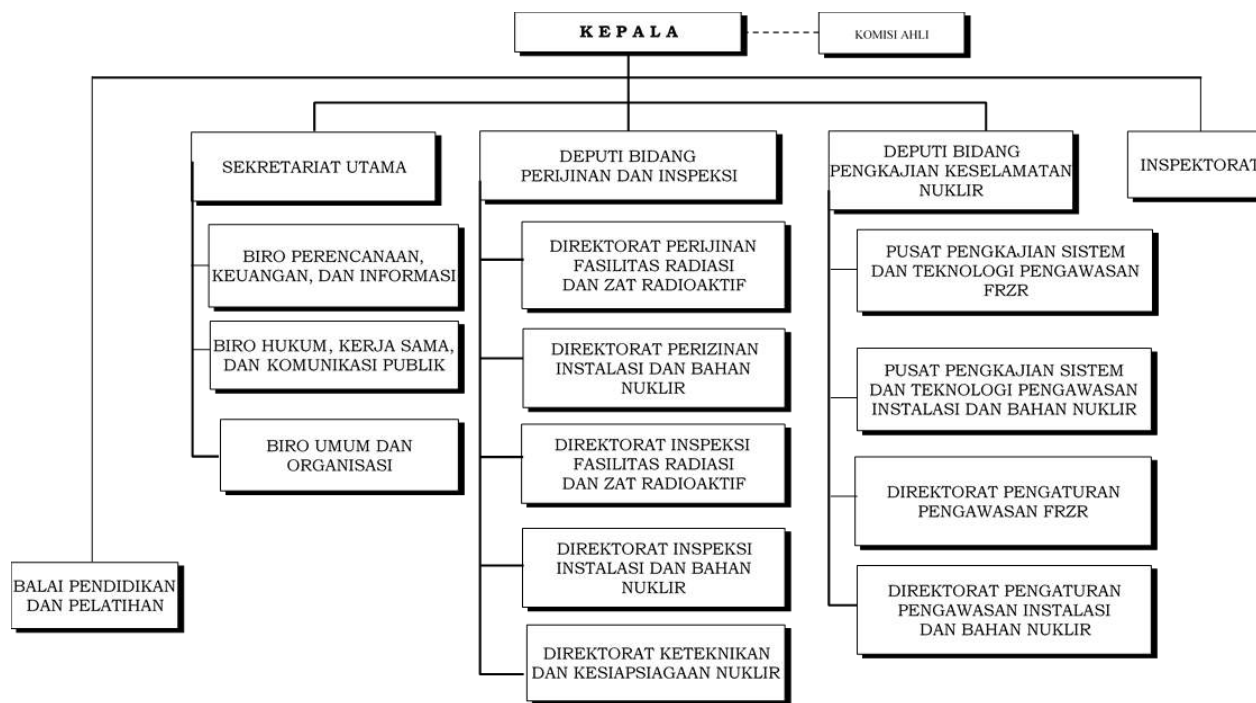 K E P A L A
KOMISI AHLI
SEKRETARIAT UTAMA
DEPUTI BIDANG
PERIJINAN DAN INSPEKSI
DEPUTI BIDANG
PENGKAJIAN KESELAMATAN
NUKLIR
INSPEKTORAT
BIRO PERENCANAAN,
KEUANGAN, DAN INFORMASI
BIRO HUKUM, KERJA SAMA,
DAN KOMUNIKASI PUBLIK
BIRO UMUM DAN
ORGANISASI
DIREKTORAT PERIJINAN
FASILITAS RADIASI
DAN ZAT RADIOAKTIF
DIREKTORAT PERIZINAN
INSTALASI DAN BAHAN
NUKLIR
DIREKTORAT INSPEKSI
FASILITAS RADIASI
DAN ZAT RADIOAKTIF
DIREKTORAT INSPEKSI
INSTALASI DAN BAHAN
NUKLIR
DIREKTORAT KETEKNIKAN
DAN KESIAPSIAGAAN NUKLIR
PUSAT PENGKAJIAN SISTEM
DAN TEKNOLOGI PENGAWASAN
FRZR
PUSAT PENGKAJIAN SISTEM
DAN TEKNOLOGI PENGAWASAN
INSTALASI DAN BAHAN NUKLIR
DIREKTORAT PENGATURAN
PENGAWASAN FRZR
DIREKTORAT PENGATURAN
PENGAWASAN INSTALASI
DAN BAHAN NUKLIR
BALAI PENDIDIKAN
DAN PELATIHAN